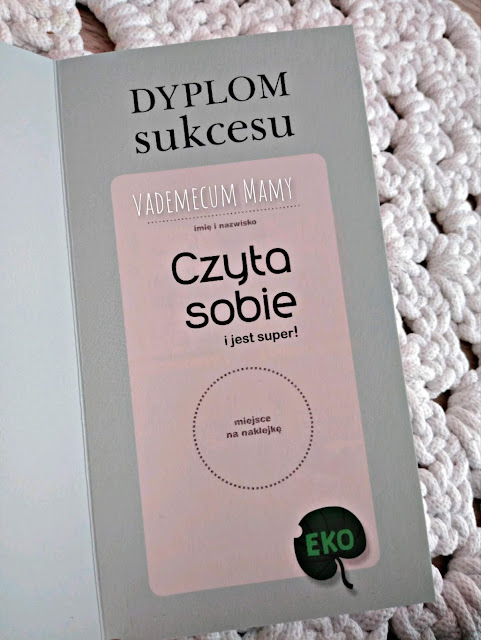 DYPLOM
sukcesu
VADEMECUM MAMY
imię i nazwisko
Czyta
sobie
i jest super!
miejsce
na naklejkę
EKO